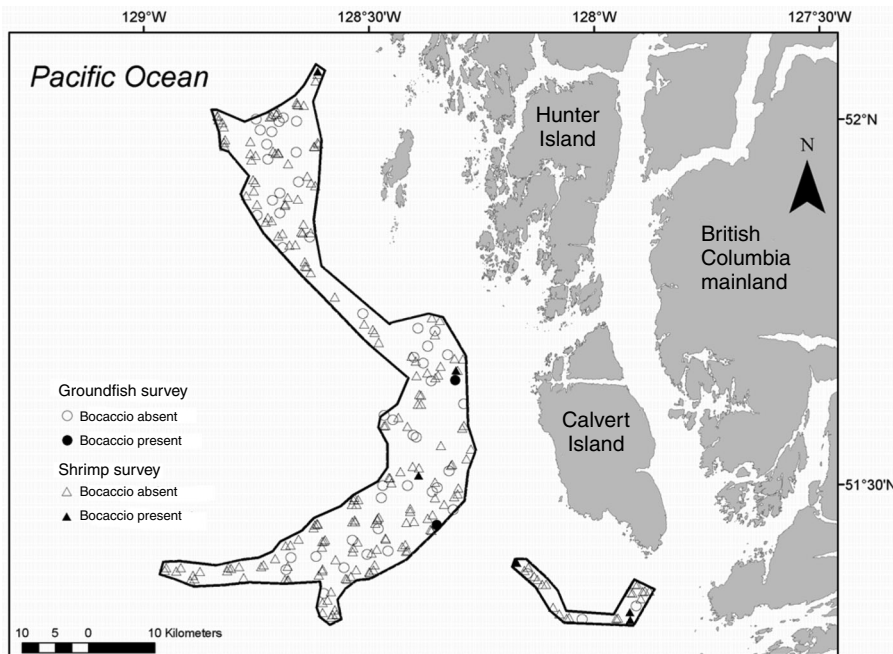 129°W 128°30'W 128°W 127°30'W
Pacific Ocean
52°N
Hunter
Island
N
British
Columbia
mainland
Groundfish survey
Bocaccio absent
Bocaccio present
Calvert
Island
Shrimp survey
Bocaccio absent
Bocaccio present
51°30'N
10 5 0 10 Kilometers